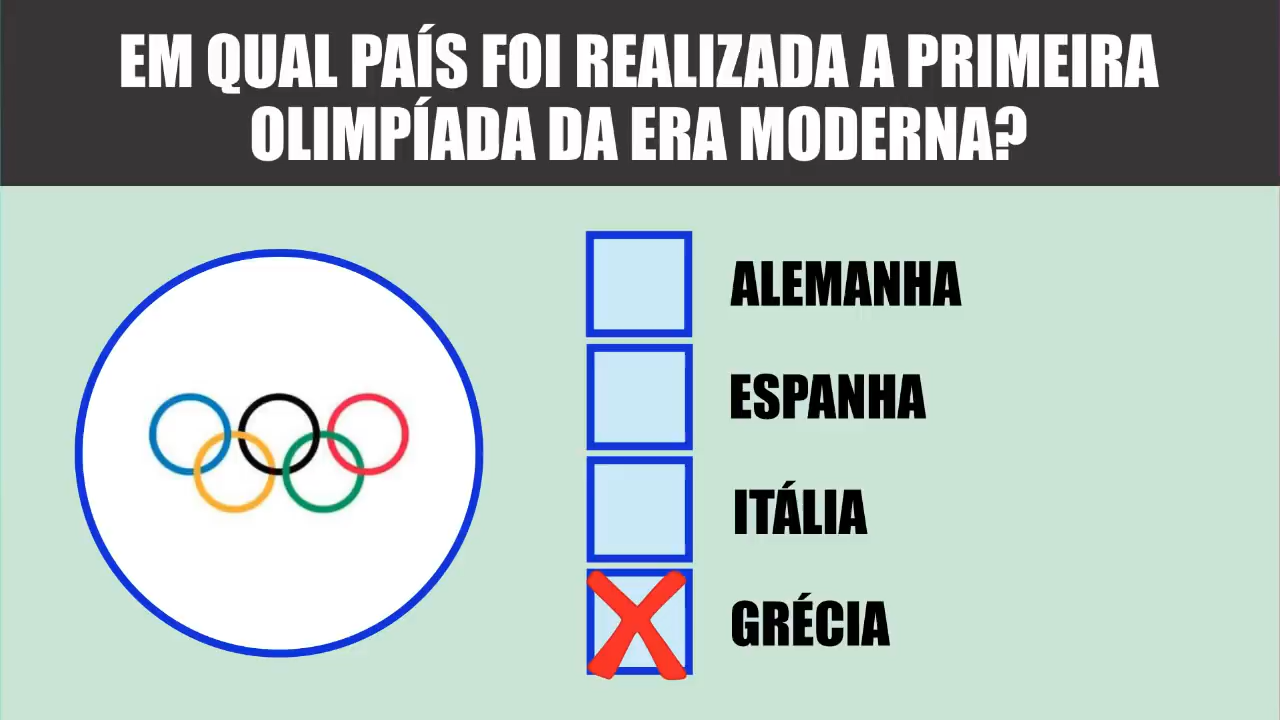 EM QUAL PAÍS FOI REALIZADA A PRIMEIRA
OLIMPÍADA DA ERA MODERNA?
ALEMANHA
ESPANHA
ITÁLIA
GRÉCIA